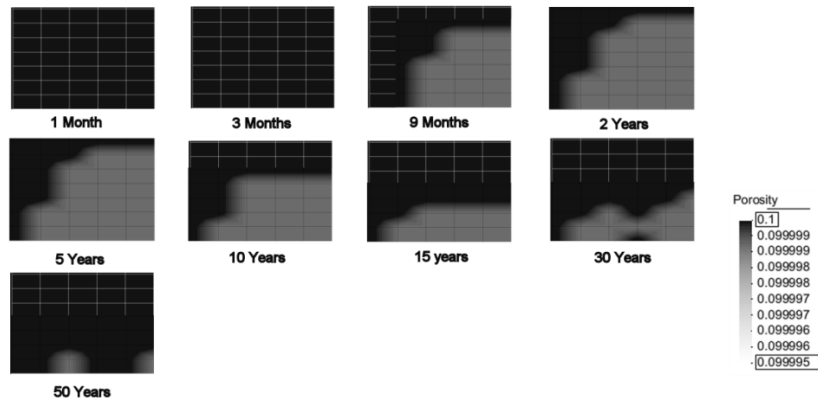 1 Month
3 Months
9 Months
2 Years
5 Years
10 Years
15 years
30 Years
50 Years
Porosity
0.1
0.099999
0.099999
0.099998
0.099998
0.099997
0.099997
0.099996
0.099996
0.099995